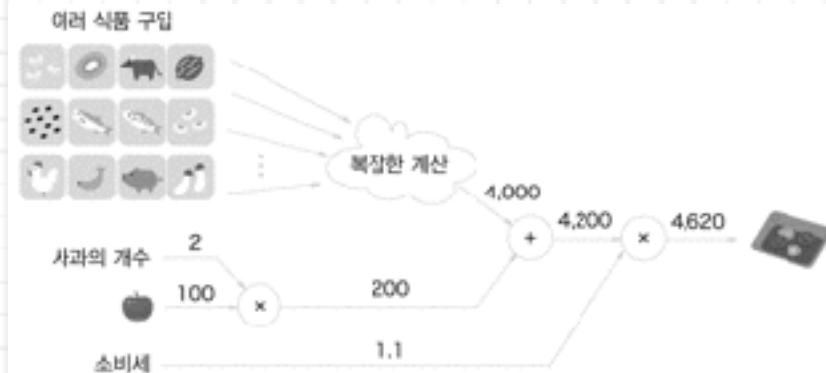 여러 식품 구입
복잡한 계산
4,000
4,200
4,620
+
×
사과의 개수
2
100
×
200
소비세
1.1